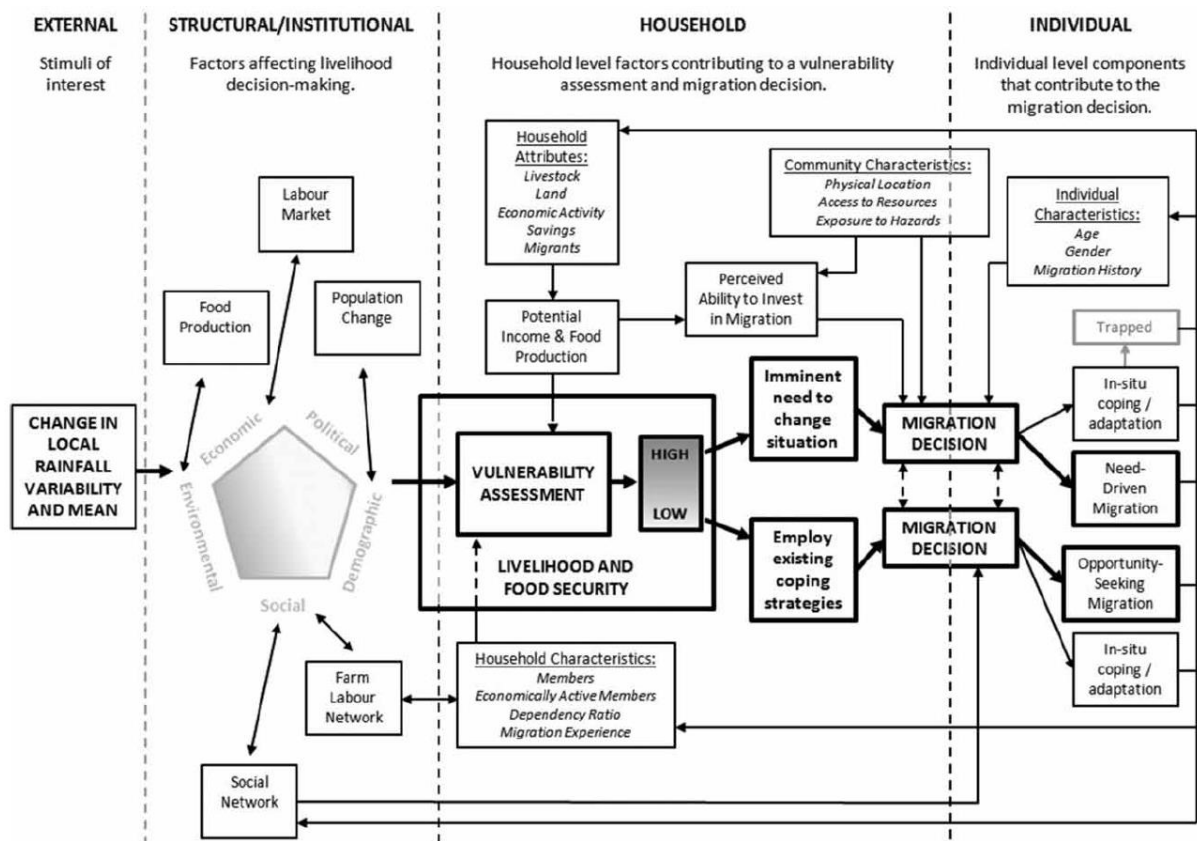 EXTERNAL
Stimuli of
interest
STRUCTURAL/INSTITUTIONAL
Factors affecting livelihood
decision-making.
HOUSEHOLD
Household level factors contributing to a vulnerability
assessment and migration decision.
INDIVIDUAL
Individual level components
that contribute to the
migration decision.
CHANGE IN
LOCAL
RAINFALL
VARIABILITY
AND MEAN
Labour
Market
Food
Production
Population
Change
Economic
Political
Environmental
Demographic
Social
Farm
Labour
Network
Social
Network
Household
Attributes:
Livestock
Land
Economic Activity
Savings
Migrants
Potential
Income & Food
Production
Perceived
Ability to Invest
in Migration
Community Characteristics:
Physical Location
Access to Resources
Exposure to Hazards
VULNERABILITY
ASSESSMENT
HIGH
LOW
LIVELIHOOD AND
FOOD SECURITY
Household Characteristics:
Members
Economically Active Members
Dependency Ratio
Migration Experience
Imminent
need to
change
situation
Employ
existing
coping
strategies
MIGRATION
DECISION
MIGRATION
DECISION
Individual
Characteristics:
Age
Gender
Migration History
Trapped
In-situ
coping /
adaptation
Need-
Driven
Migration
Opportunity-
Seeking
Migration
In-situ
coping /
adaptation